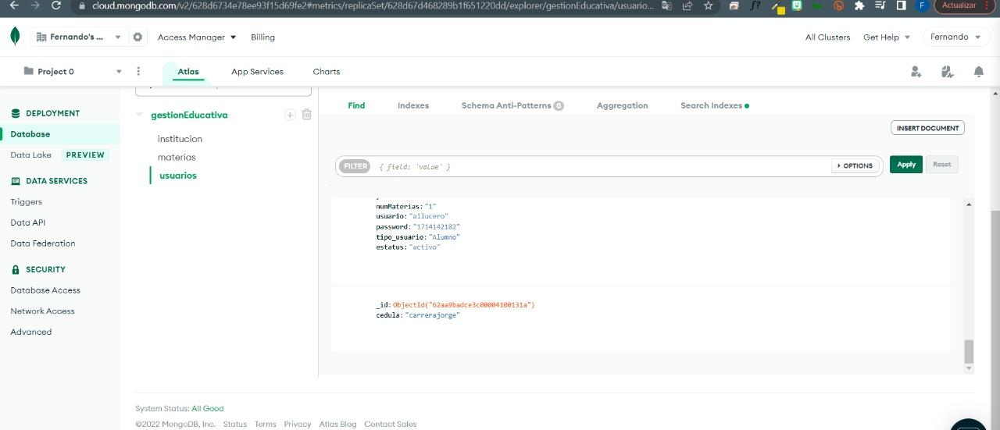 cloud.mongodb.com/v2/628d6734e78ee93f15d69fe2#metrics/replicaSet/628d67d468289b1f651220dd/explorer/gestionEducativa/usuario...
f?
F
Actualizar
Fernando's ...
Access Manager
Billing
All Clusters
Get Help
Fernando
Project 0
Atlas
App Services
Charts
DEPLOYMENT
Database
Data Lake
PREVIEW
DATA SERVICES
Triggers
Data API
Data Federation
SECURITY
Database Access
Network Access
Advanced
gestionEducativa
institucion
materias
usuarios
Find
Indexes
Schema Anti-Patterns 0
Aggregation
Search Indexes
INSERT DOCUMENT
FILTER
{ field: 'value' }
OPTIONS
Apply
Reset
numMaterias: "1"
usuario: "ailucero"
password: "1714142182"
tipo_usuario: "Alumno"
estatus: "activo"
_id: ObjectId("62aa9badce3c00004100131a")
cedula: "carrerajorge"
System Status: All Good
©2022 MongoDB, Inc. Status Terms Privacy Atlas Blog Contact Sales